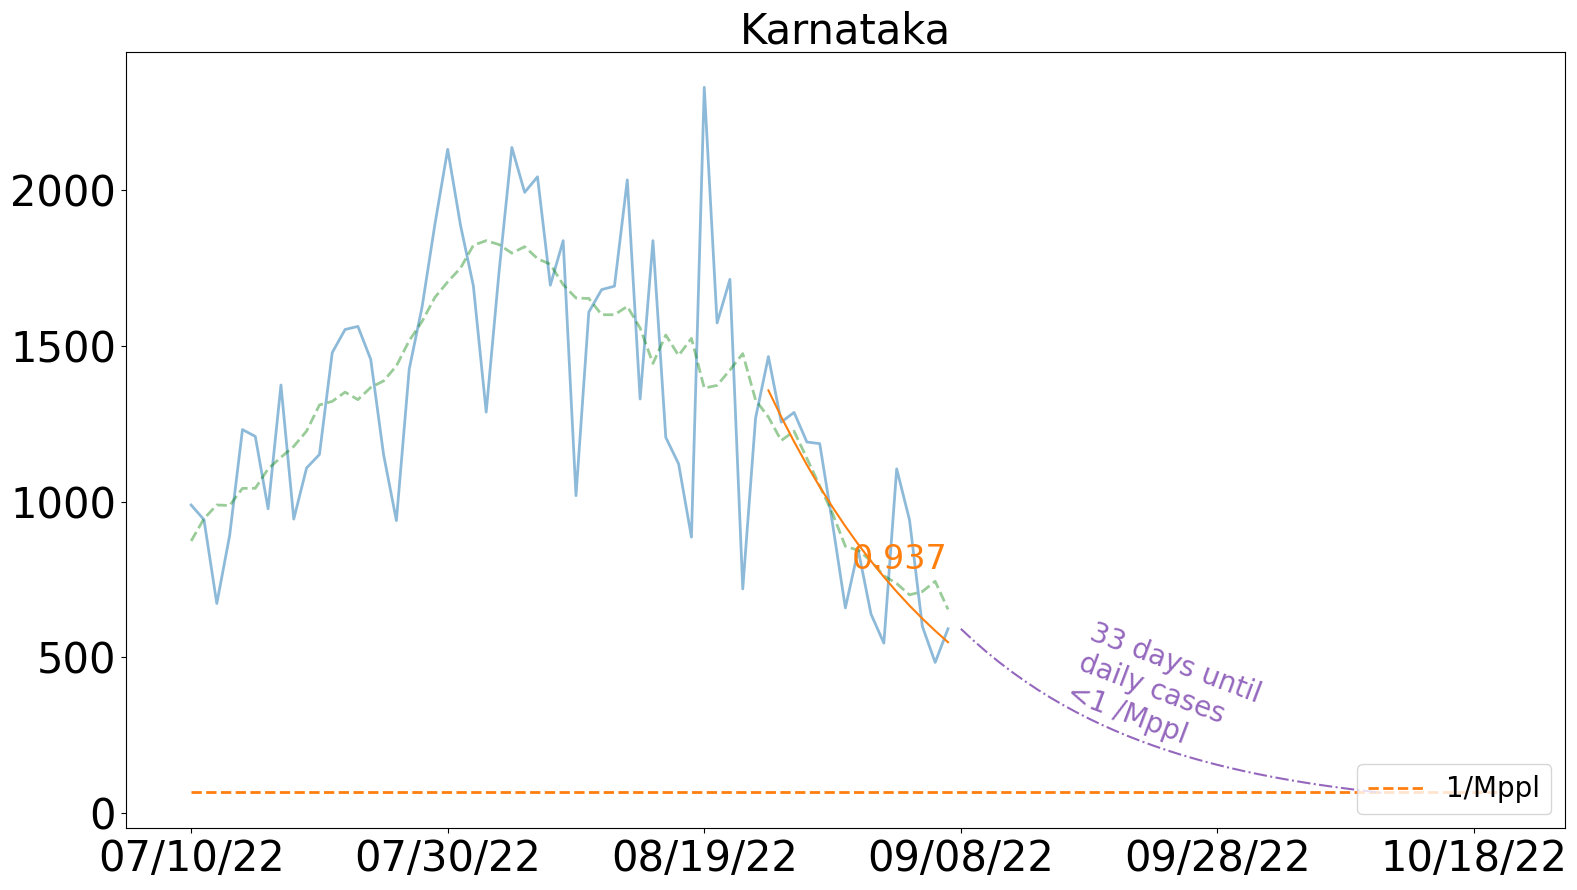 Karnataka
2000
1500
1000
500
0
0.937
33 days until
daily cases
<1 /Mppl
1/Mppl
07/10/22
07/30/22
08/19/22
09/08/22
09/28/22
10/18/22